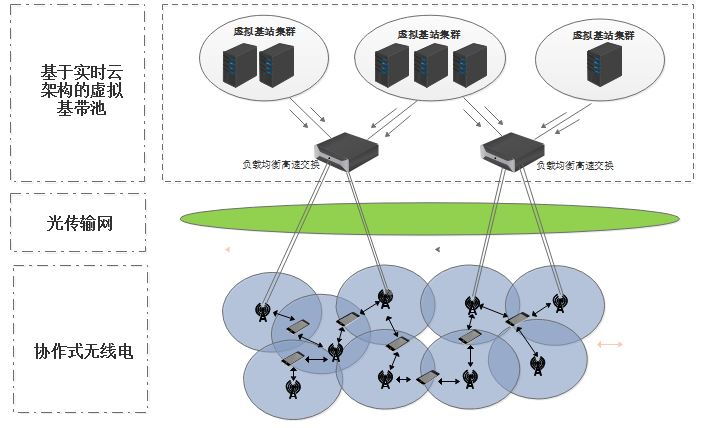 基于实时云
架构的虚拟
基带池
虚拟基站集群
虚拟基站集群
虚拟基站集群
负载均衡高速交换
负载均衡高速交换
光传输网
协作式无线电